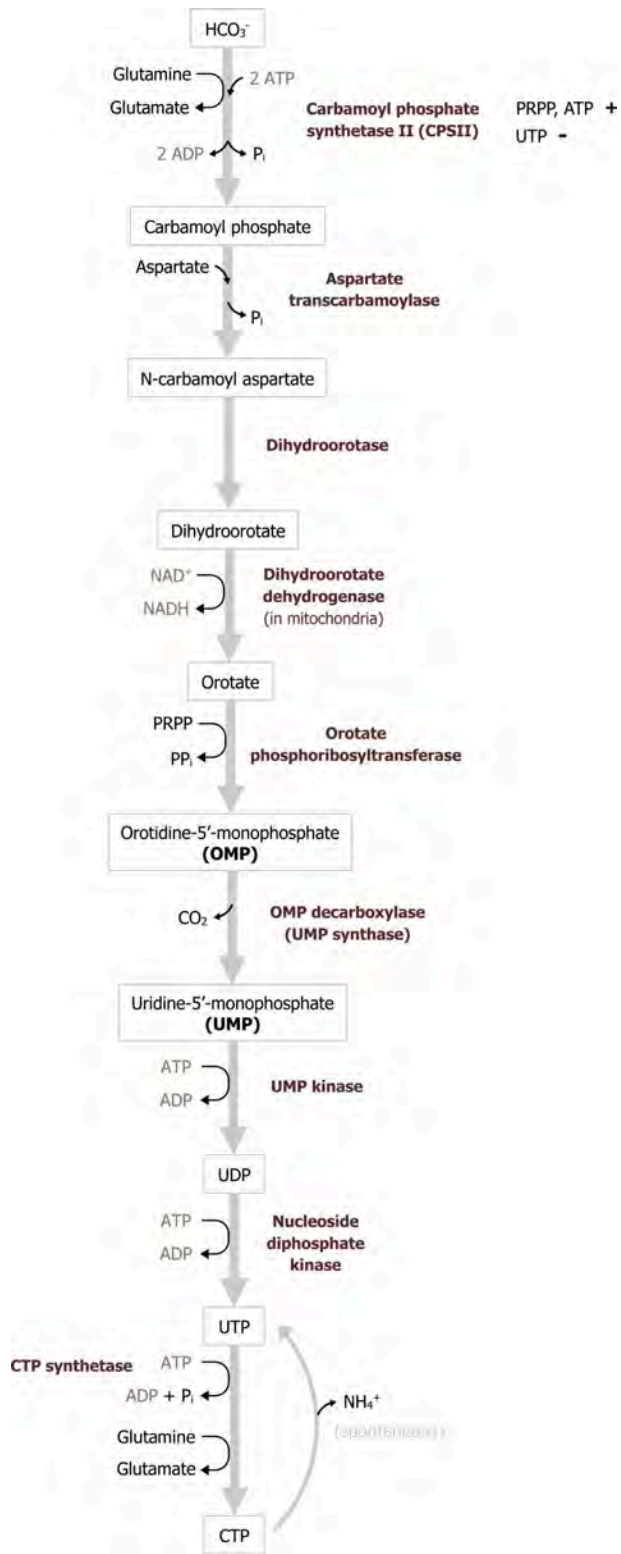 HCO₃⁻
Glutamine
2 ATP
Glutamate
Carbamoyl phosphate
synthetase II (CPSII)
PRPP, ATP +
UTP -
2 ADP
Pᵢ
Carbamoyl phosphate
Aspartate
Aspartate
transcarbamoylase
Pᵢ
N-carbamoyl aspartate
Dihydroorotase
Dihydroorotate
NAD⁺
NADH
Dihydroorotate
dehydrogenase
(in mitochondria)
Orotate
PRPP
PPᵢ
Orotate
phosphoribosyltransferase
Orotidine-5'-monophosphate
(OMP)
CO₂
OMP decarboxylase
(UMP synthase)
Uridine-5'-monophosphate
(UMP)
ATP
ADP
UMP kinase
UDP
ATP
ADP
Nucleoside
diphosphate
kinase
UTP
CTP synthetase
ATP
ADP + Pᵢ
NH₄⁺
(spontaneous)
Glutamine
Glutamate
CTP